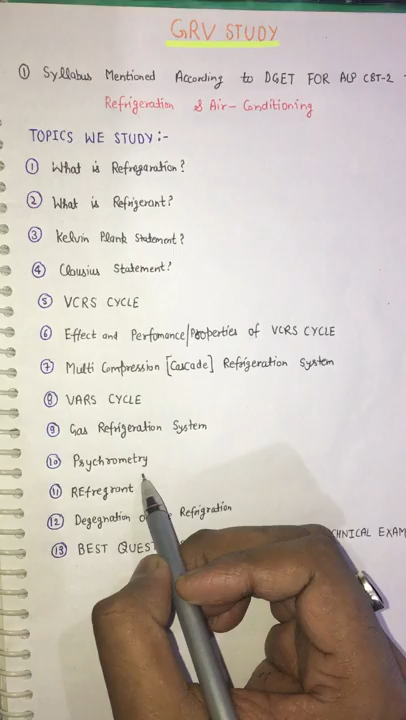 GRV STUDY
① Syllabus Mentioned According to DGET FOR ALP CBT-2
Refrigeration & Air-Conditioning
TOPICS WE STUDY:-
① What is Refregaration?
② What is Refrigerant?
③ Kelvin Plank Statement?
④ Clousius Statement?
⑤ VCRS CYCLE
⑥ Effect and Perfomance/Properties of VCRS CYCLE
⑦ Multi Compression [Cascade] Refrigeration System
⑧ VARS CYCLE
⑨ Gas Refrigeration System
⑩ Psychrometry
⑪ REfregrant
⑫ Degegnation Refrigration
⑬ BEST QUEST CHNICAL EXAM